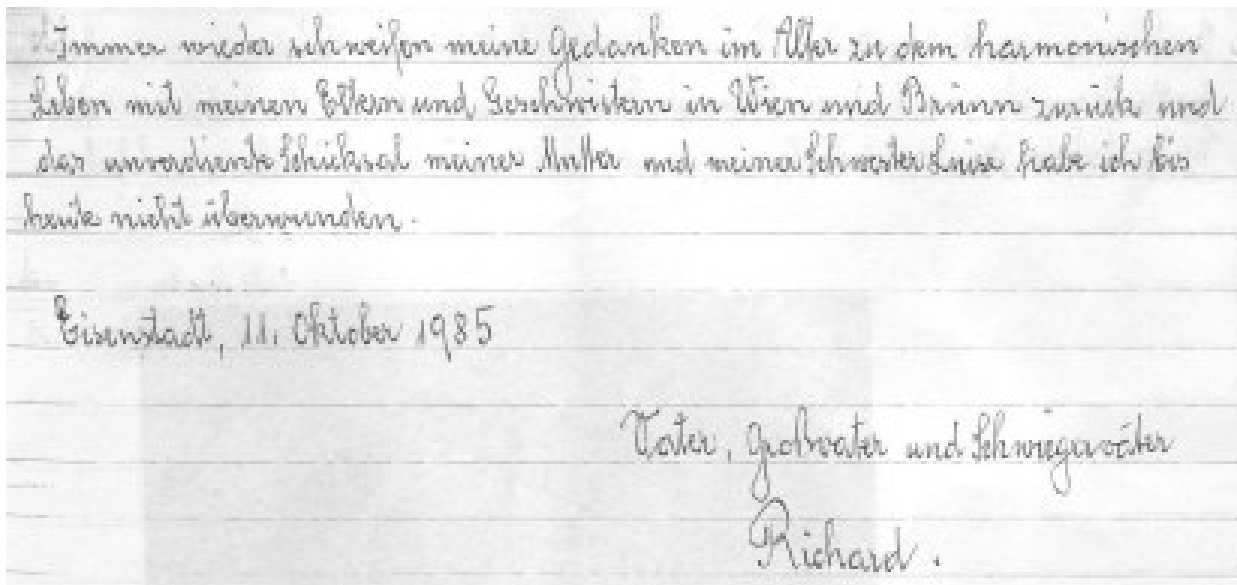 Immer wieder schweifen meine Gedanken im Alter zu dem harmonischen
Leben mit meinen Eltern und Geschwistern in Wien und Brünn zurück und
das unverdiente Schicksal meiner Mutter und meiner Schwester Luise habe ich bis
heute nicht überwunden.
Eisenstadt, 11. Oktober 1985
Vater, Großvater und Schwiegervater
Richard.